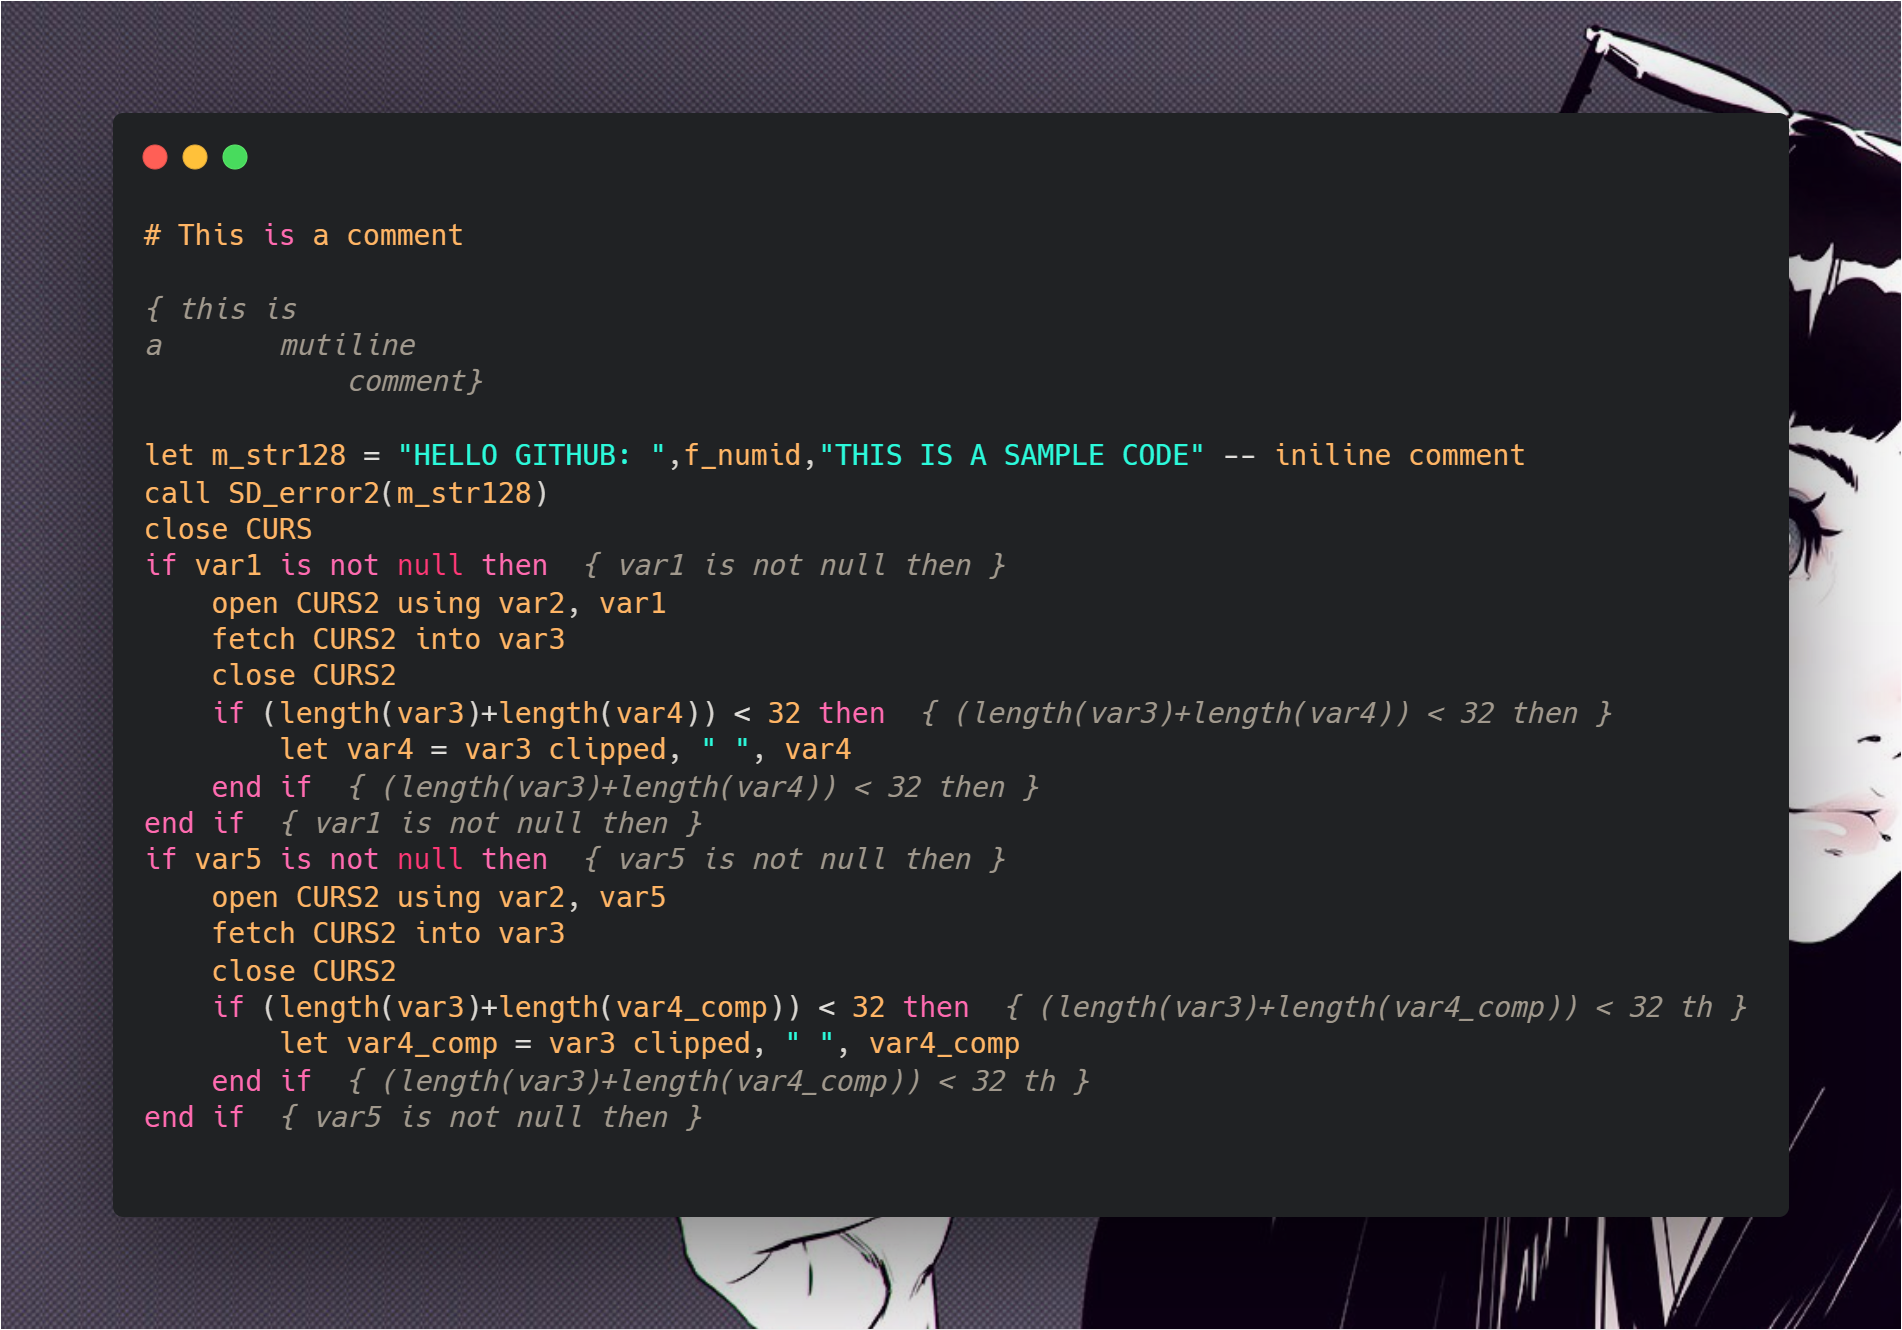 # This is a comment
{ this is
a       mutiline
            comment}
let m_str128 = "HELLO GITHUB: ",f_numid,"THIS IS A SAMPLE CODE" -- iniline comment
call SD_error2(m_str128)
close CURS
if var1 is not null then  { var1 is not null then }
    open CURS2 using var2, var1
    fetch CURS2 into var3
    close CURS2
    if (length(var3)+length(var4)) < 32 then  { (length(var3)+length(var4)) < 32 then }
        let var4 = var3 clipped, " ", var4
    end if  { (length(var3)+length(var4)) < 32 then }
end if  { var1 is not null then }
if var5 is not null then  { var5 is not null then }
    open CURS2 using var2, var5
    fetch CURS2 into var3
    close CURS2
    if (length(var3)+length(var4_comp)) < 32 then  { (length(var3)+length(var4_comp)) < 32 th }
        let var4_comp = var3 clipped, " ", var4_comp
    end if  { (length(var3)+length(var4_comp)) < 32 th }
end if  { var5 is not null then }